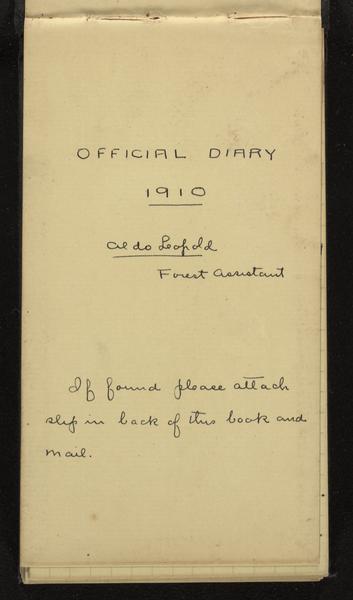 OFFICIAL DIARY
1910
Aldo Leopold
Forest Assistant
If found please attach
slip in back of this book and
mail.